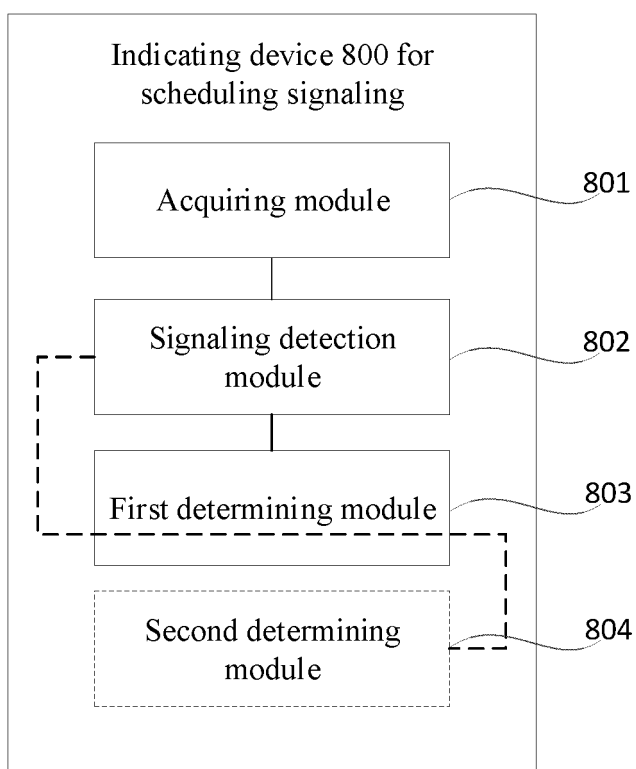 Indicating device 800 for
scheduling signaling
Acquiring module
801
Signaling detection
module
802
First determining module
803
Second determining
module
804